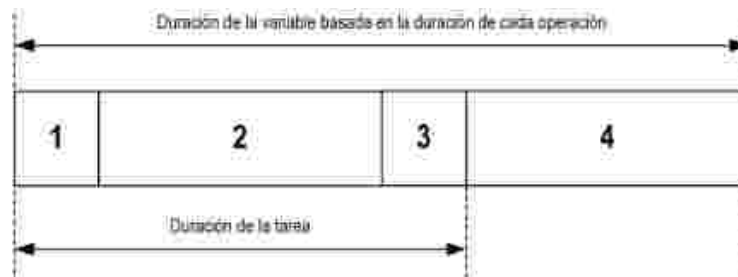 Duración de la variable basada en la duración de cada operación
1 2 3 4
Duración de la tarea